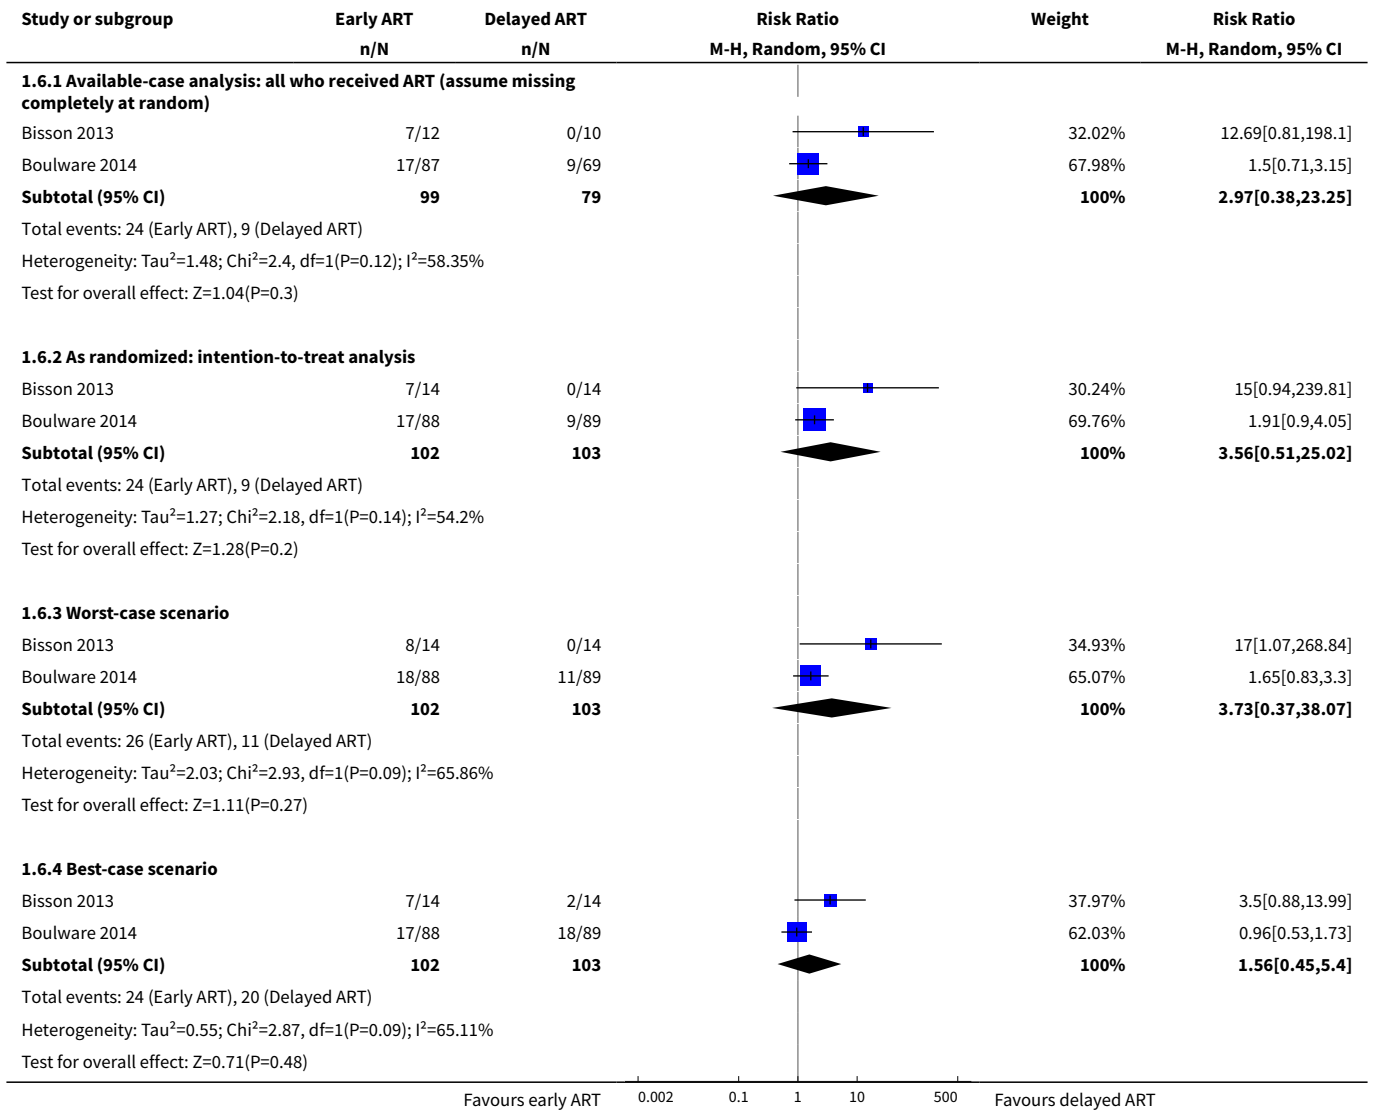 Study or subgroup Early ART Delayed ART Risk Ratio Weight Risk Ratio
n/N n/N M-H, Random, 95% CI M-H, Random, 95% CI
1.6.1 Available-case analysis: all who received ART (assume missing
completely at random)
Bisson 2013 7/12 0/10 32.02% 12.69[0.81,198.1]
Boulware 2014 17/87 9/69 67.98% 1.5[0.71,3.15]
Subtotal (95% CI) 99 79 100% 2.97[0.38,23.25]
Total events: 24 (Early ART), 9 (Delayed ART)
Heterogeneity: Tau²=1.48; Chi²=2.4, df=1(P=0.12); I²=58.35%
Test for overall effect: Z=1.04(P=0.3)
1.6.2 As randomized: intention-to-treat analysis
Bisson 2013 7/14 0/14 30.24% 15[0.94,239.81]
Boulware 2014 17/88 9/89 69.76% 1.91[0.9,4.05]
Subtotal (95% CI) 102 103 100% 3.56[0.51,25.02]
Total events: 24 (Early ART), 9 (Delayed ART)
Heterogeneity: Tau²=1.27; Chi²=2.18, df=1(P=0.14); I²=54.2%
Test for overall effect: Z=1.28(P=0.2)
1.6.3 Worst-case scenario
Bisson 2013 8/14 0/14 34.93% 17[1.07,268.84]
Boulware 2014 18/88 11/89 65.07% 1.65[0.83,3.3]
Subtotal (95% CI) 102 103 100% 3.73[0.37,38.07]
Total events: 26 (Early ART), 11 (Delayed ART)
Heterogeneity: Tau²=2.03; Chi²=2.93, df=1(P=0.09); I²=65.86%
Test for overall effect: Z=1.11(P=0.27)
1.6.4 Best-case scenario
Bisson 2013 7/14 2/14 37.97% 3.5[0.88,13.99]
Boulware 2014 17/88 18/89 62.03% 0.96[0.53,1.73]
Subtotal (95% CI) 102 103 100% 1.56[0.45,5.4]
Total events: 24 (Early ART), 20 (Delayed ART)
Heterogeneity: Tau²=0.55; Chi²=2.87, df=1(P=0.09); I²=65.11%
Test for overall effect: Z=0.71(P=0.48)
Favours early ART 0.002 0.1 1 10 500 Favours delayed ART